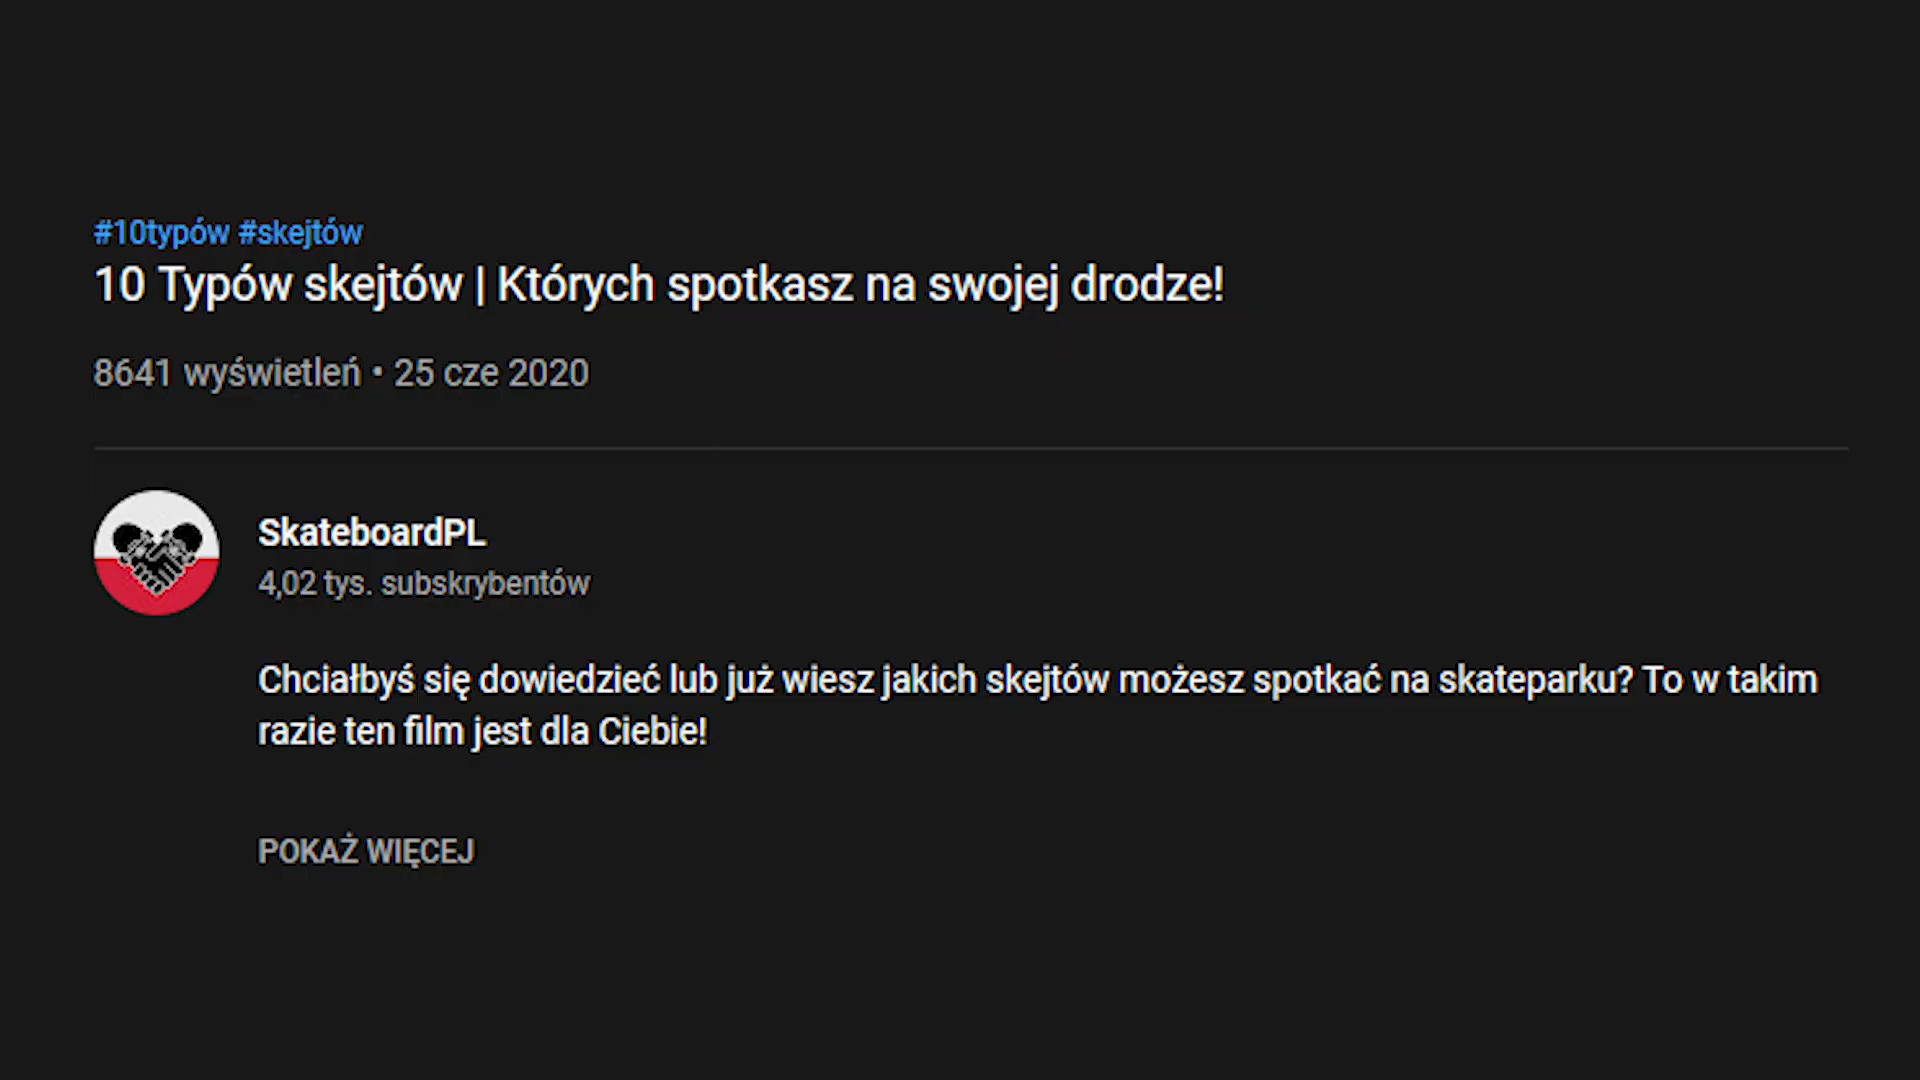 #10typów #skejtów
10 Typów skejtów | Których spotkasz na swojej drodze!
8641 wyświetleń • 25 cze 2020
SkateboardPL
4,02 tys. subskrybentów
Chciałbyś się dowiedzieć lub już wiesz jakich skejtów możesz spotkać na skateparku? To w takim
razie ten film jest dla Ciebie!
POKAŻ WIĘCEJ